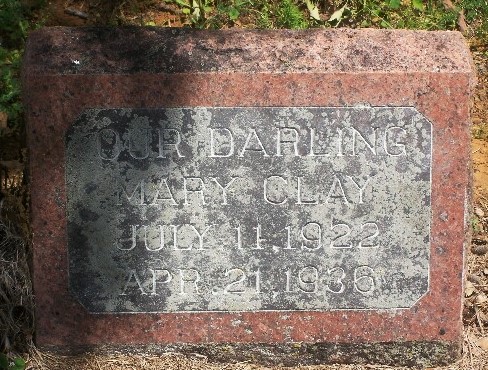 OUR DARLING
MARY CLAY
JULY 11, 1922
APR. 21, 1936